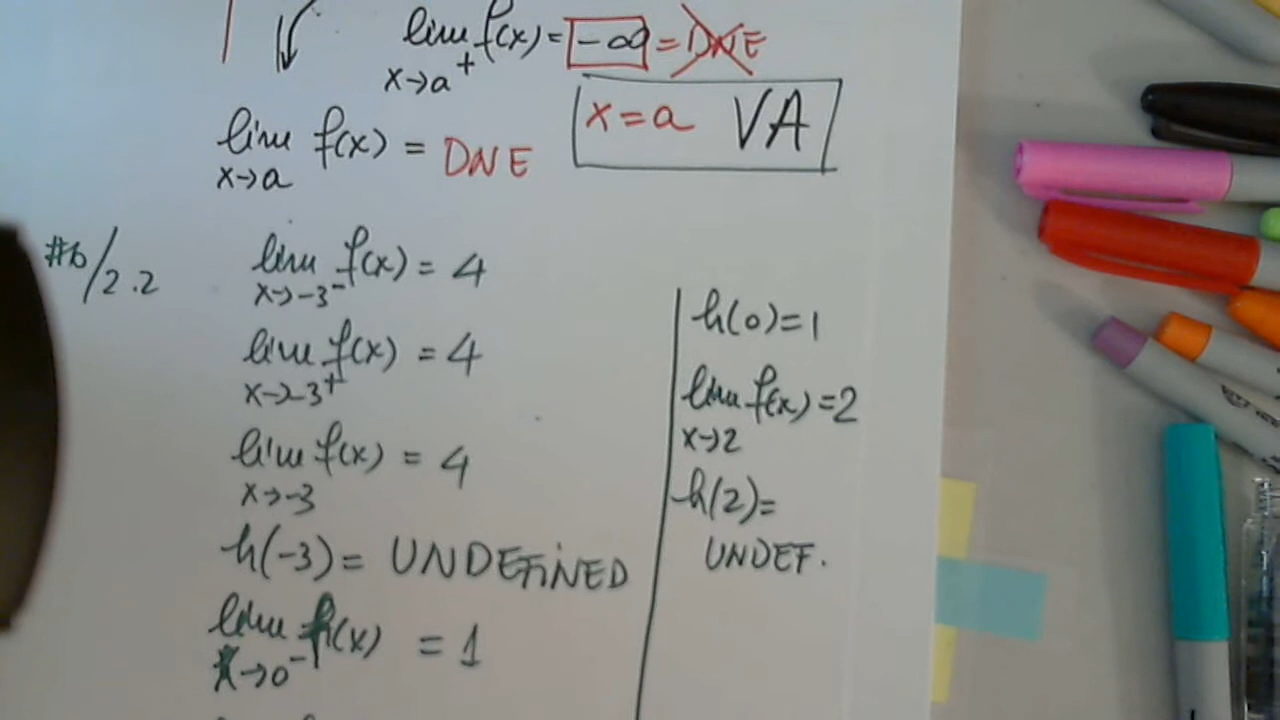 lim f(x) = -∞ = DNE
x→a+
x=a VA
lim f(x) = DNE
x→a
#6/2.2
lim f(x) = 4
x→-3-
lim f(x) = 4
x→-3+
lim f(x) = 4
x→-3
h(-3) = UNDEFINED
lim h(x) = 1
x→0-
h(0)=1
lim f(x)=2
x→2
h(2)=
UNDEF.